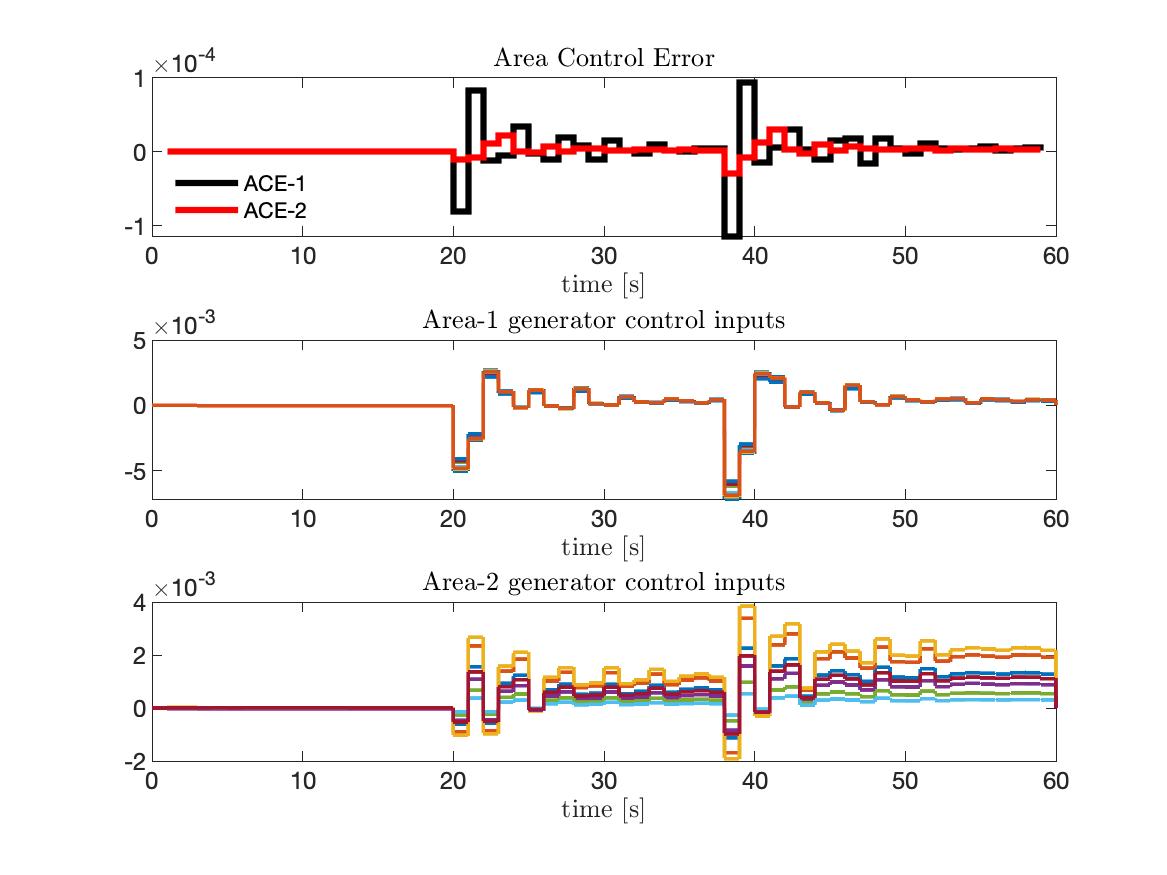 Area Control Error
×10-4
1
0
-1
ACE-1
ACE-2
0 10 20 30 40 50 60
time [s]
Area-1 generator control inputs
×10-3
5
0
-5
0 10 20 30 40 50 60
time [s]
Area-2 generator control inputs
×10-3
4
2
0
-2
0 10 20 30 40 50 60
time [s]